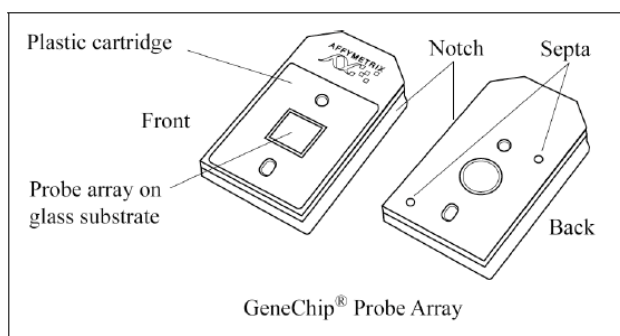 Plastic cartridge
AFFYMETRIX
Notch
Septa
Front
Probe array on
glass substrate
Back
GeneChip® Probe Array